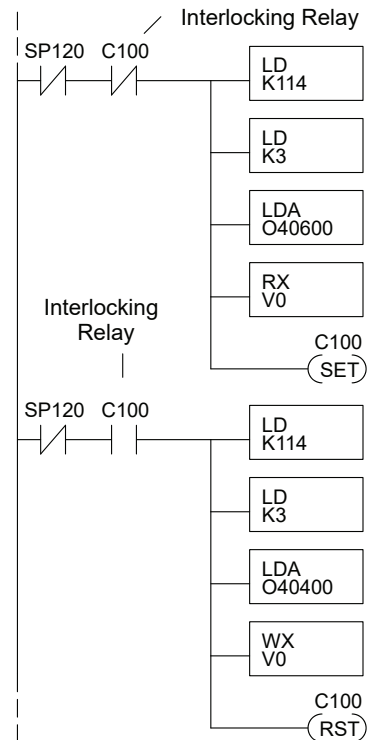 Interlocking Relay
SP120 C100
LD
K114
LD
K3
LDA
O40600
RX
V0
C100
SET
Interlocking
Relay
SP120 C100
LD
K114
LD
K3
LDA
O40400
WX
V0
C100
RST